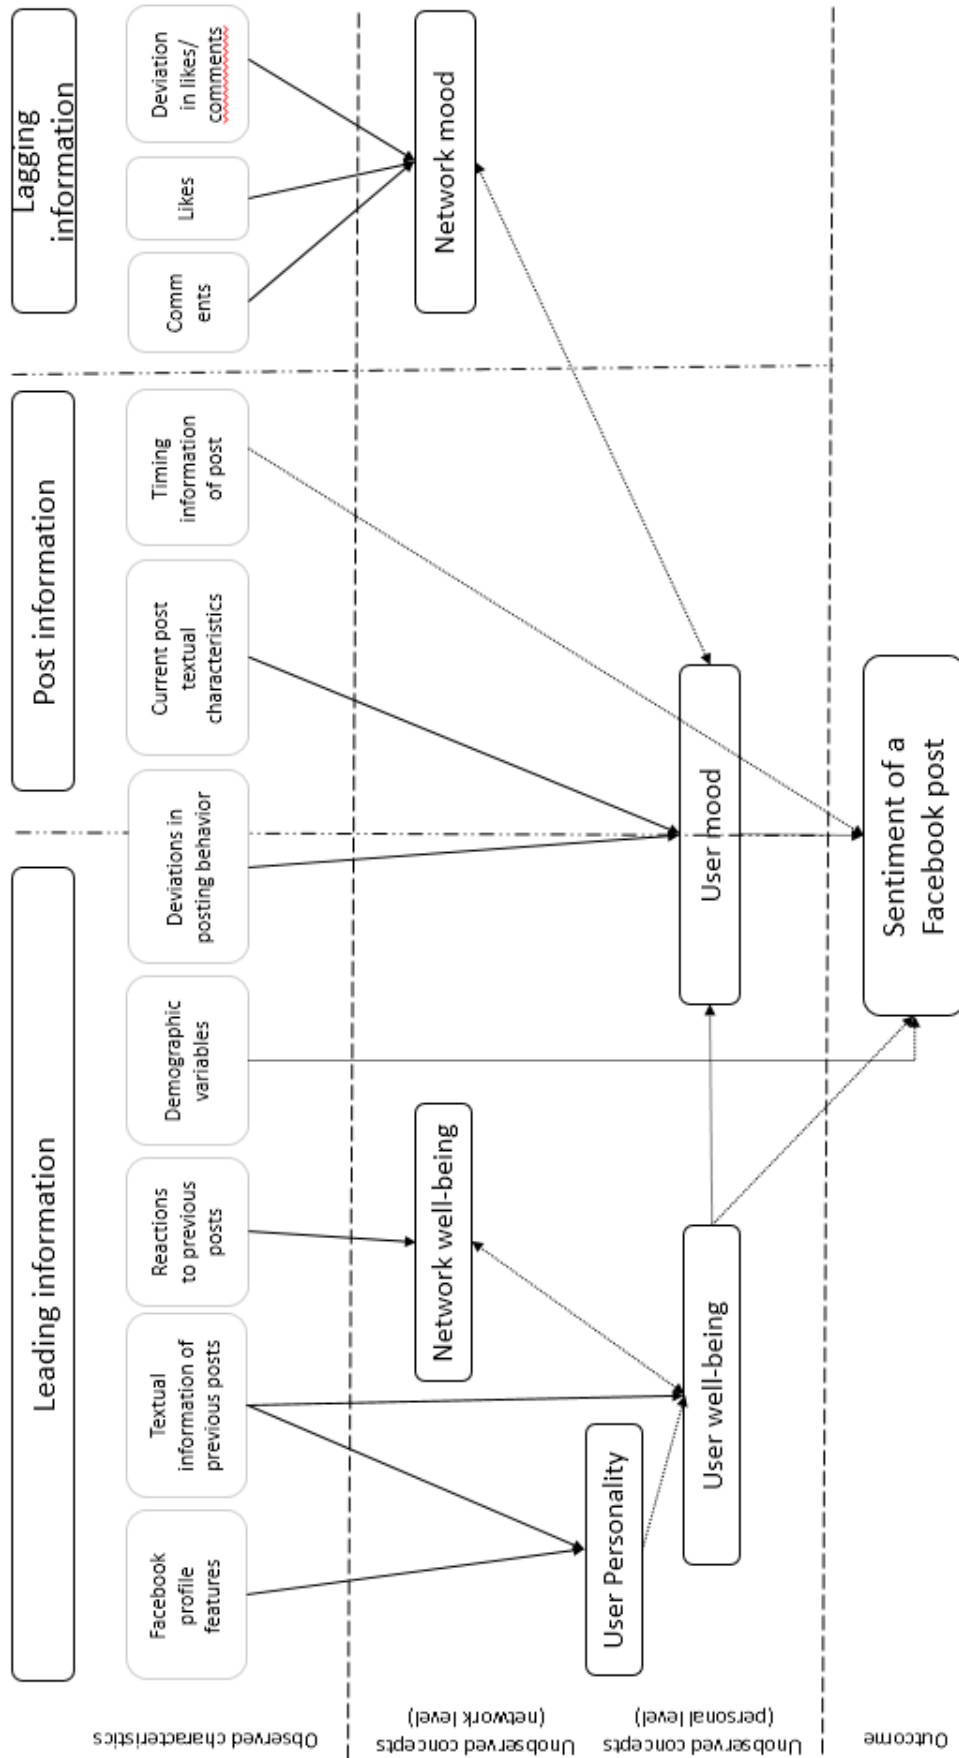 Leading information
Post information
Lagging
information
Observed characteristics
Facebook
profile
features
Textual
information of
previous posts
Reactions
to previous
posts
Demographic
variables
Deviations in
posting behavior
Current post
textual
characteristics
Timing
information
of post
Comm
ents
Likes
Deviation
in likes/
comments
Unobserved concepts
(network level)
Network well-being
Network mood
Unobserved concepts
(personal level)
User Personality
User well-being
User mood
Outcome
Sentiment of a
Facebook post